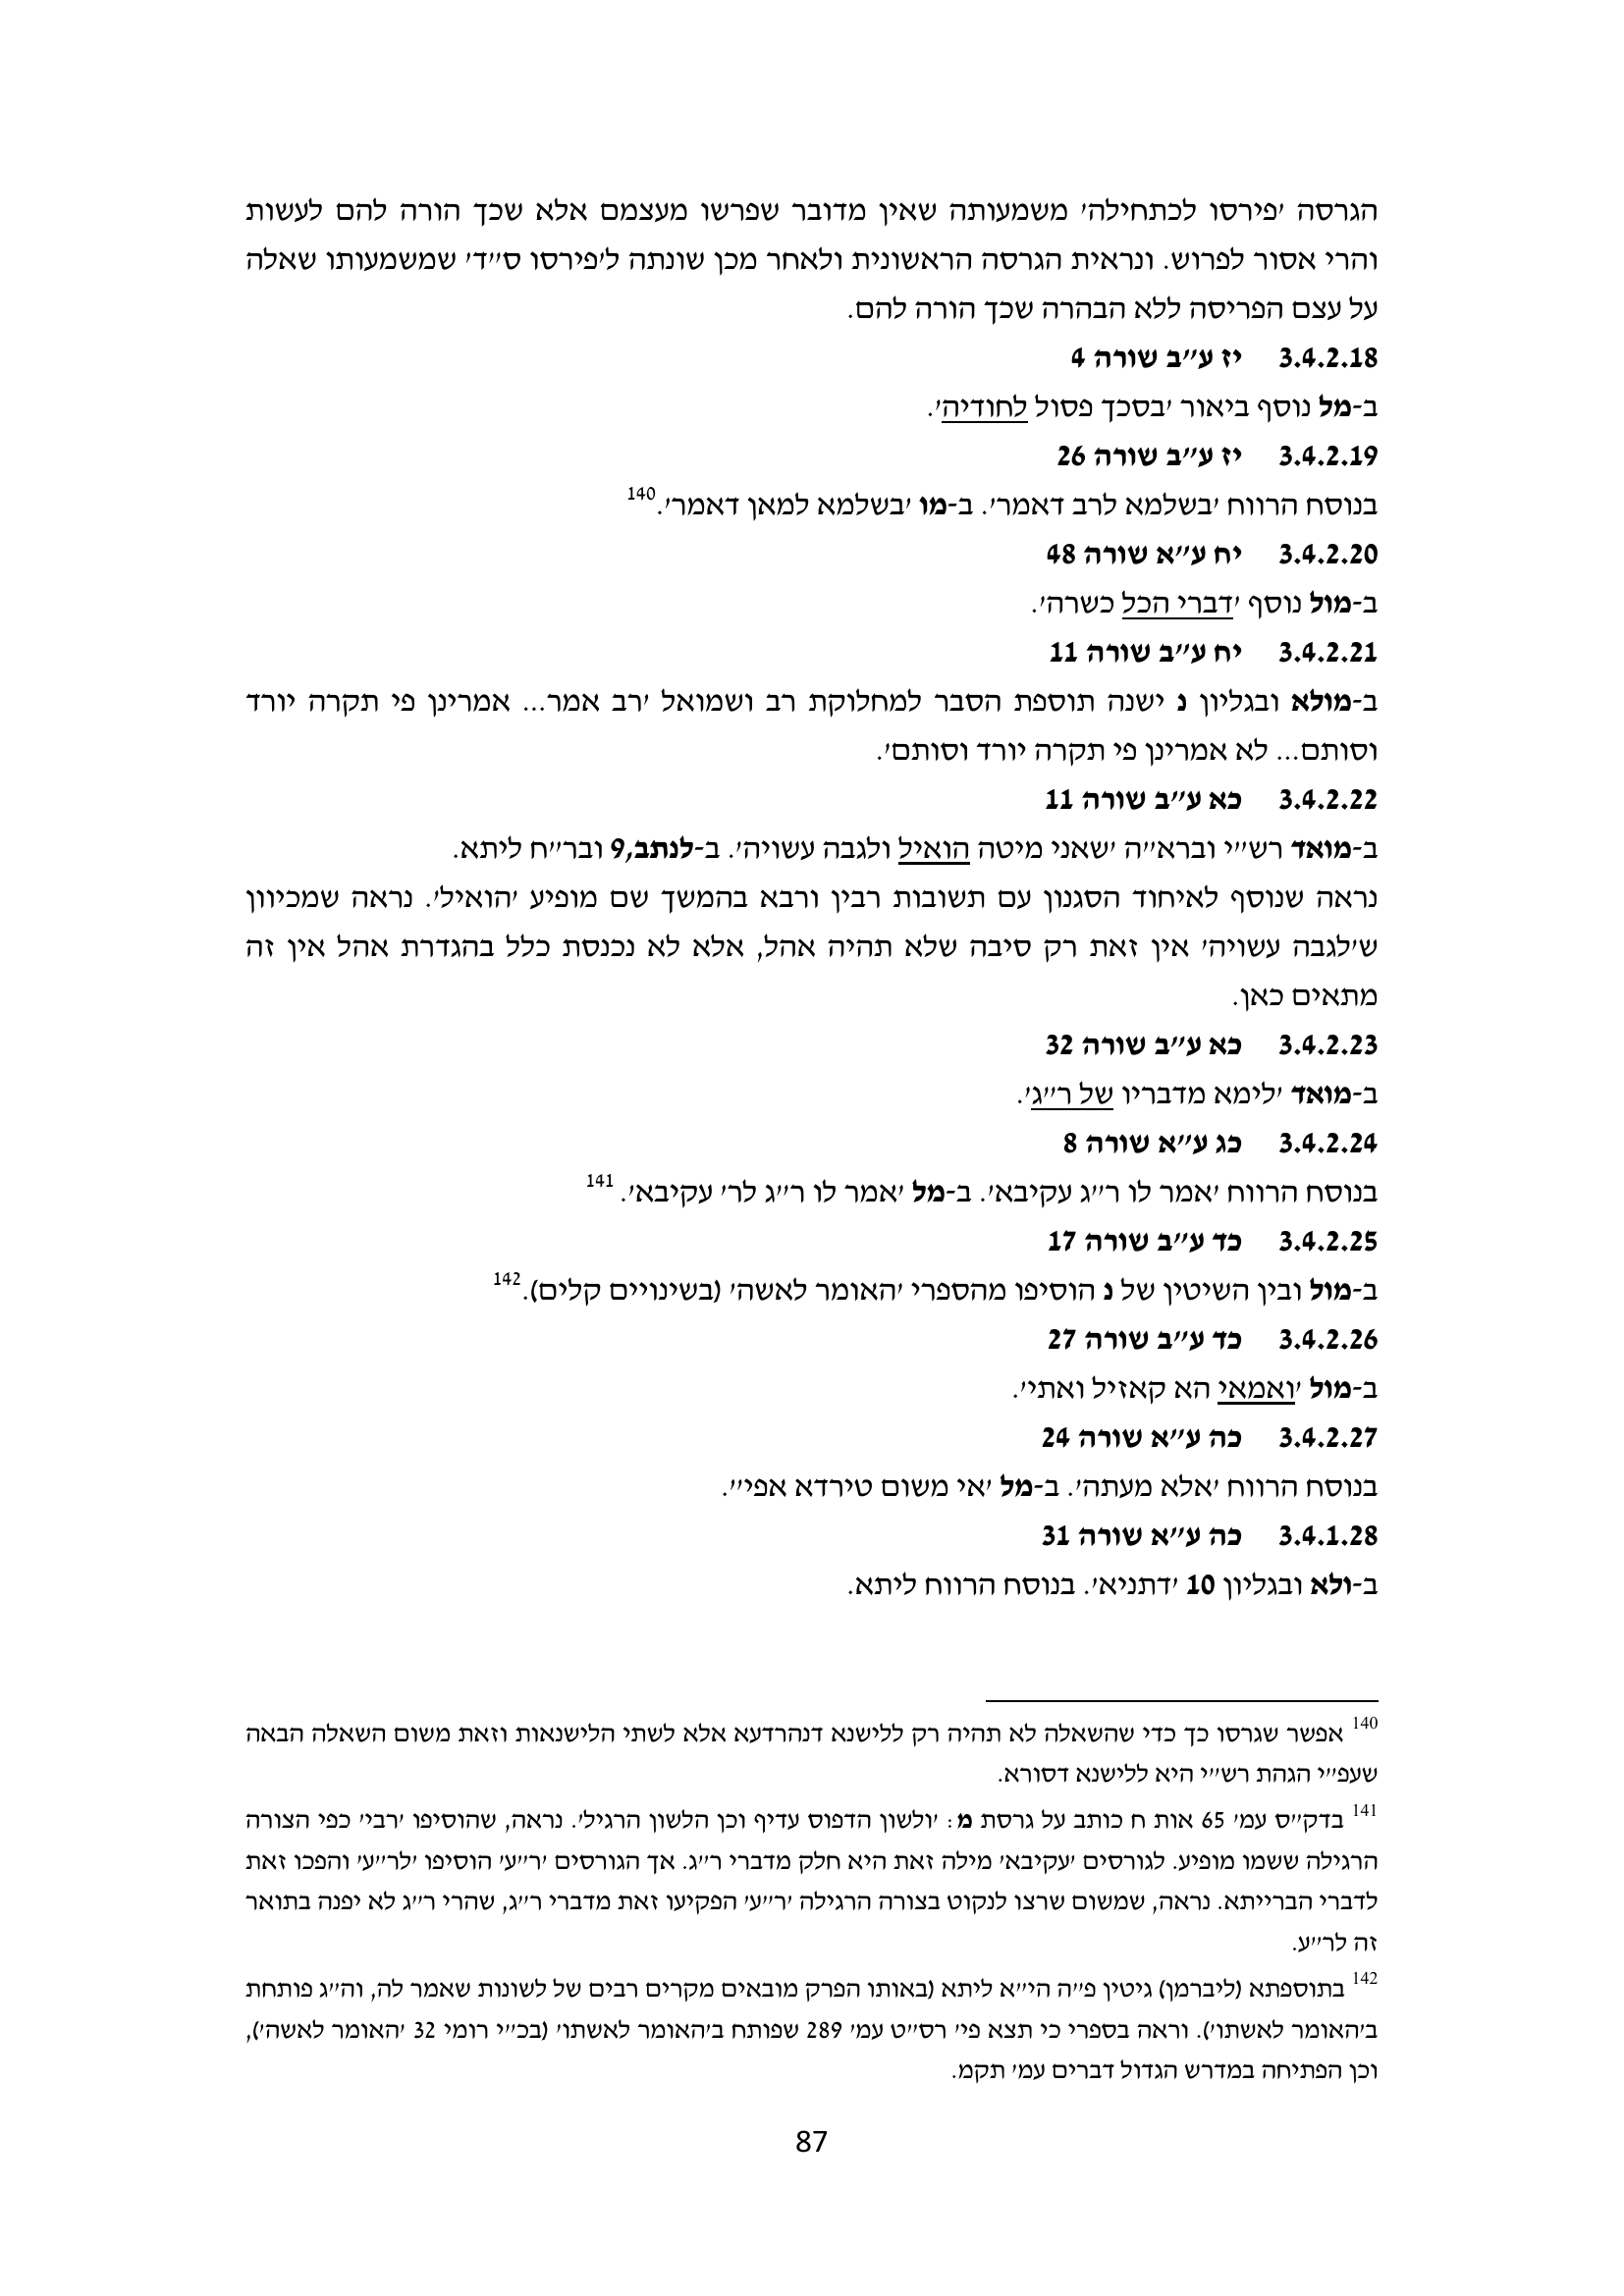 הגרסה 'פירסו לכתחילה' משמעותה שאין מדובר שפרשו מעצמם אלא שכך הורה להם לעשות
והרי אסור לפרוש. ונראית הגרסה הראשונית ולאחר מכן שונתה ל'פירסו ס"ד' שמשמעותו שאלה
על עצם הפריסה ללא הבהרה שכך הורה להם.
3.4.2.18 יז ע"ב שורה 4
ב-מל נוסף ביאור 'בסכך פסול לחודיה'.
3.4.2.19 יז ע"ב שורה 26
בנוסח הרווח 'בשלמא לרב דאמר'. ב-מו 'בשלמא למאן דאמר'.140
3.4.2.20 יח ע"א שורה 48
ב-מול נוסף 'דברי הכל כשרה'.
3.4.2.21 יח ע"ב שורה 11
ב-מולא ובגליון נ ישנה תוספת הסבר למחלוקת רב ושמואל 'רב אמר... אמרינן פי תקרה יורד
וסותם... לא אמרינן פי תקרה יורד וסותם'.
3.4.2.22 כא ע"ב שורה 11
ב-מואד רש"י וברא"ה 'שאני מיטה הואיל ולגבה עשויה'. ב-לנתב,9 ובר"ח ליתא.
נראה שנוסף לאיחוד הסגנון עם תשובות רבין ורבא בהמשך שם מופיע 'הואיל'. נראה שמכיוון
ש'לגבה עשויה' אין זאת רק סיבה שלא תהיה אהל, אלא לא נכנסת כלל בהגדרת אהל אין זה
מתאים כאן.
3.4.2.23 כא ע"ב שורה 32
ב-מואד 'לימא מדבריו של ר"ג'.
3.4.2.24 כג ע"א שורה 8
בנוסח הרווח 'אמר לו ר"ג עקיבא'. ב-מל 'אמר לו ר"ג לר' עקיבא'. 141
3.4.2.25 כד ע"ב שורה 17
ב-מול ובין השיטין של נ הוסיפו מהספרי 'האומר לאשה' (בשינויים קלים).142
3.4.2.26 כד ע"ב שורה 27
ב-מול 'ואמאי הא קאזיל ואתי'.
3.4.2.27 כה ע"א שורה 24
בנוסח הרווח 'אלא מעתה'. ב-מל 'אי משום טירדא אפי''.
3.4.1.28 כה ע"א שורה 31
ב-ולא ובגליון 10 'דתניא'. בנוסח הרווח ליתא.
140 אפשר שגרסו כך כדי שהשאלה לא תהיה רק ללישנא דנהרדעא אלא לשתי הלישנאות וזאת משום השאלה הבאה
שעפ"י הגהת רש"י היא ללישנא דסורא.
141 בדק"ס עמ' 65 אות ח כותב על גרסת מ: 'ולשון הדפוס עדיף וכן הלשון הרגיל'. נראה, שהוסיפו 'רבי' כפי הצורה
הרגילה ששמו מופיע. לגורסים 'עקיבא' מילה זאת היא חלק מדברי ר"ג. אך הגורסים 'ר"ע' הוסיפו 'לר"ע' והפכו זאת
לדברי הברייתא. נראה, שמשום שרצו לנקוט בצורה הרגילה 'ר"ע' הפקיעו זאת מדברי ר"ג, שהרי ר"ג לא יפנה בתואר
זה לר"ע.
142 בתוספתא (ליברמן) גיטין פ"ה הי"א ליתא (באותו הפרק מובאים מקרים רבים של לשונות שאמר לה, וה"ג פותחת
ב'האומר לאשתו'). וראה בספרי כי תצא פי' רס"ט עמ' 289 שפותח ב'האומר לאשתו' (בכ"י רומי 32 'האומר לאשה'),
וכן הפתיחה במדרש הגדול דברים עמ' תקמ.
87